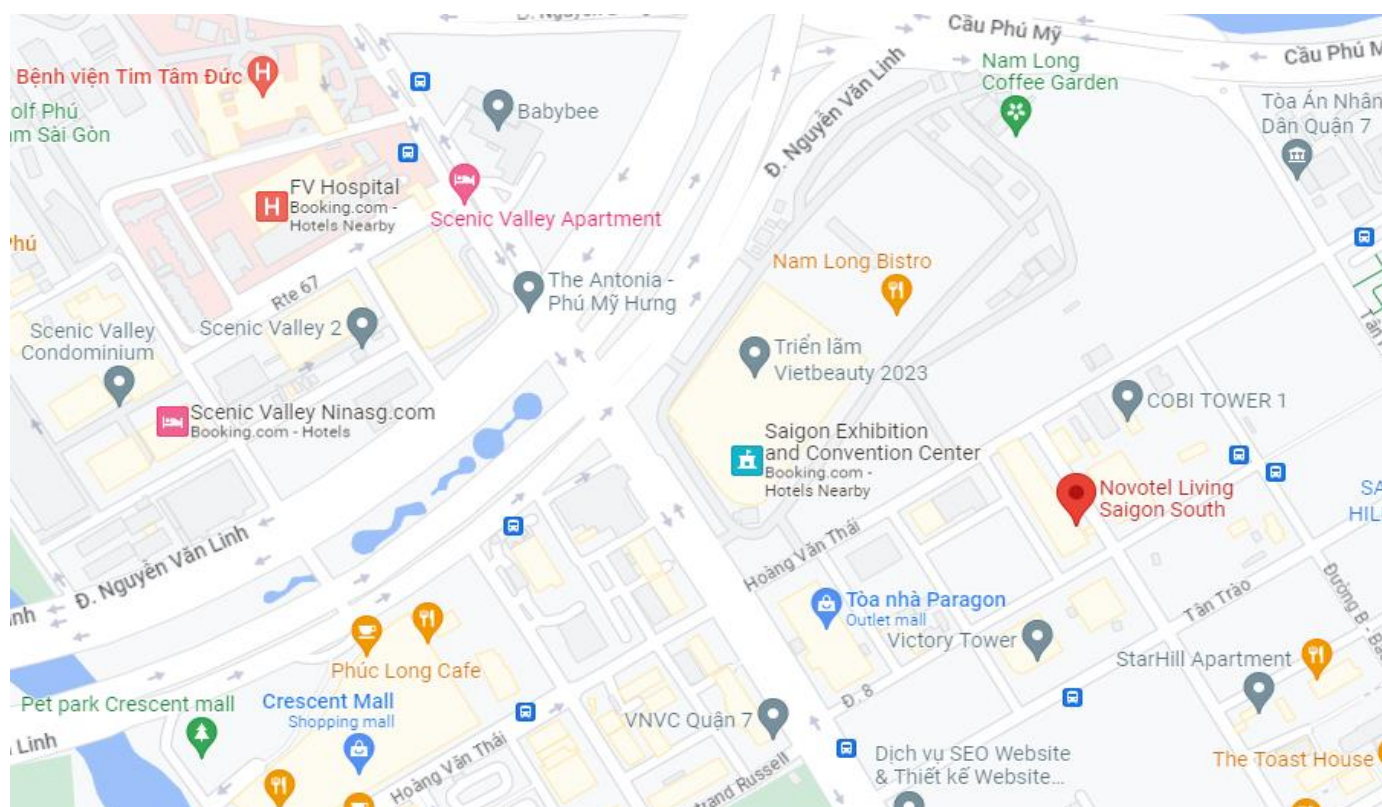 Cầu Phú Mỹ
Cầu Phú M
Bệnh viện Tim Tâm Đức
H
olf Phú
m Sài Gòn
Babybee
Đ. Nguyễn Văn Linh
Nam Long
Coffee Garden
Tòa Án Nhân
Dân Quận 7
H
FV Hospital
Booking.com -
Hotels Nearby
Scenic Valley Apartment
Phú
Rte 67
The Antonia -
Phú Mỹ Hưng
Nam Long Bistro
Scenic Valley
Condominium
Scenic Valley 2
Triển lãm
Vietbeauty 2023
COBI TOWER 1
Scenic Valley Ninasg.com
Booking.com - Hotels
Saigon Exhibition
and Convention Center
Booking.com -
Hotels Nearby
Novotel Living
Saigon South
SA
HIL
Đ. Nguyễn Văn Linh
nh
Hoàng Văn Thái
Tòa nhà Paragon
Outlet mall
Victory Tower
Tân Trào
Đường B - Ba
StarHill Apartment
Phúc Long Cafe
Pet park Crescent mall
Crescent Mall
Shopping mall
Đ. 8
VNVC Quận 7
Linh
Hoàng Văn Thái
trand Russell
Dịch vụ SEO Website
& Thiết kế Website...
The Toast House